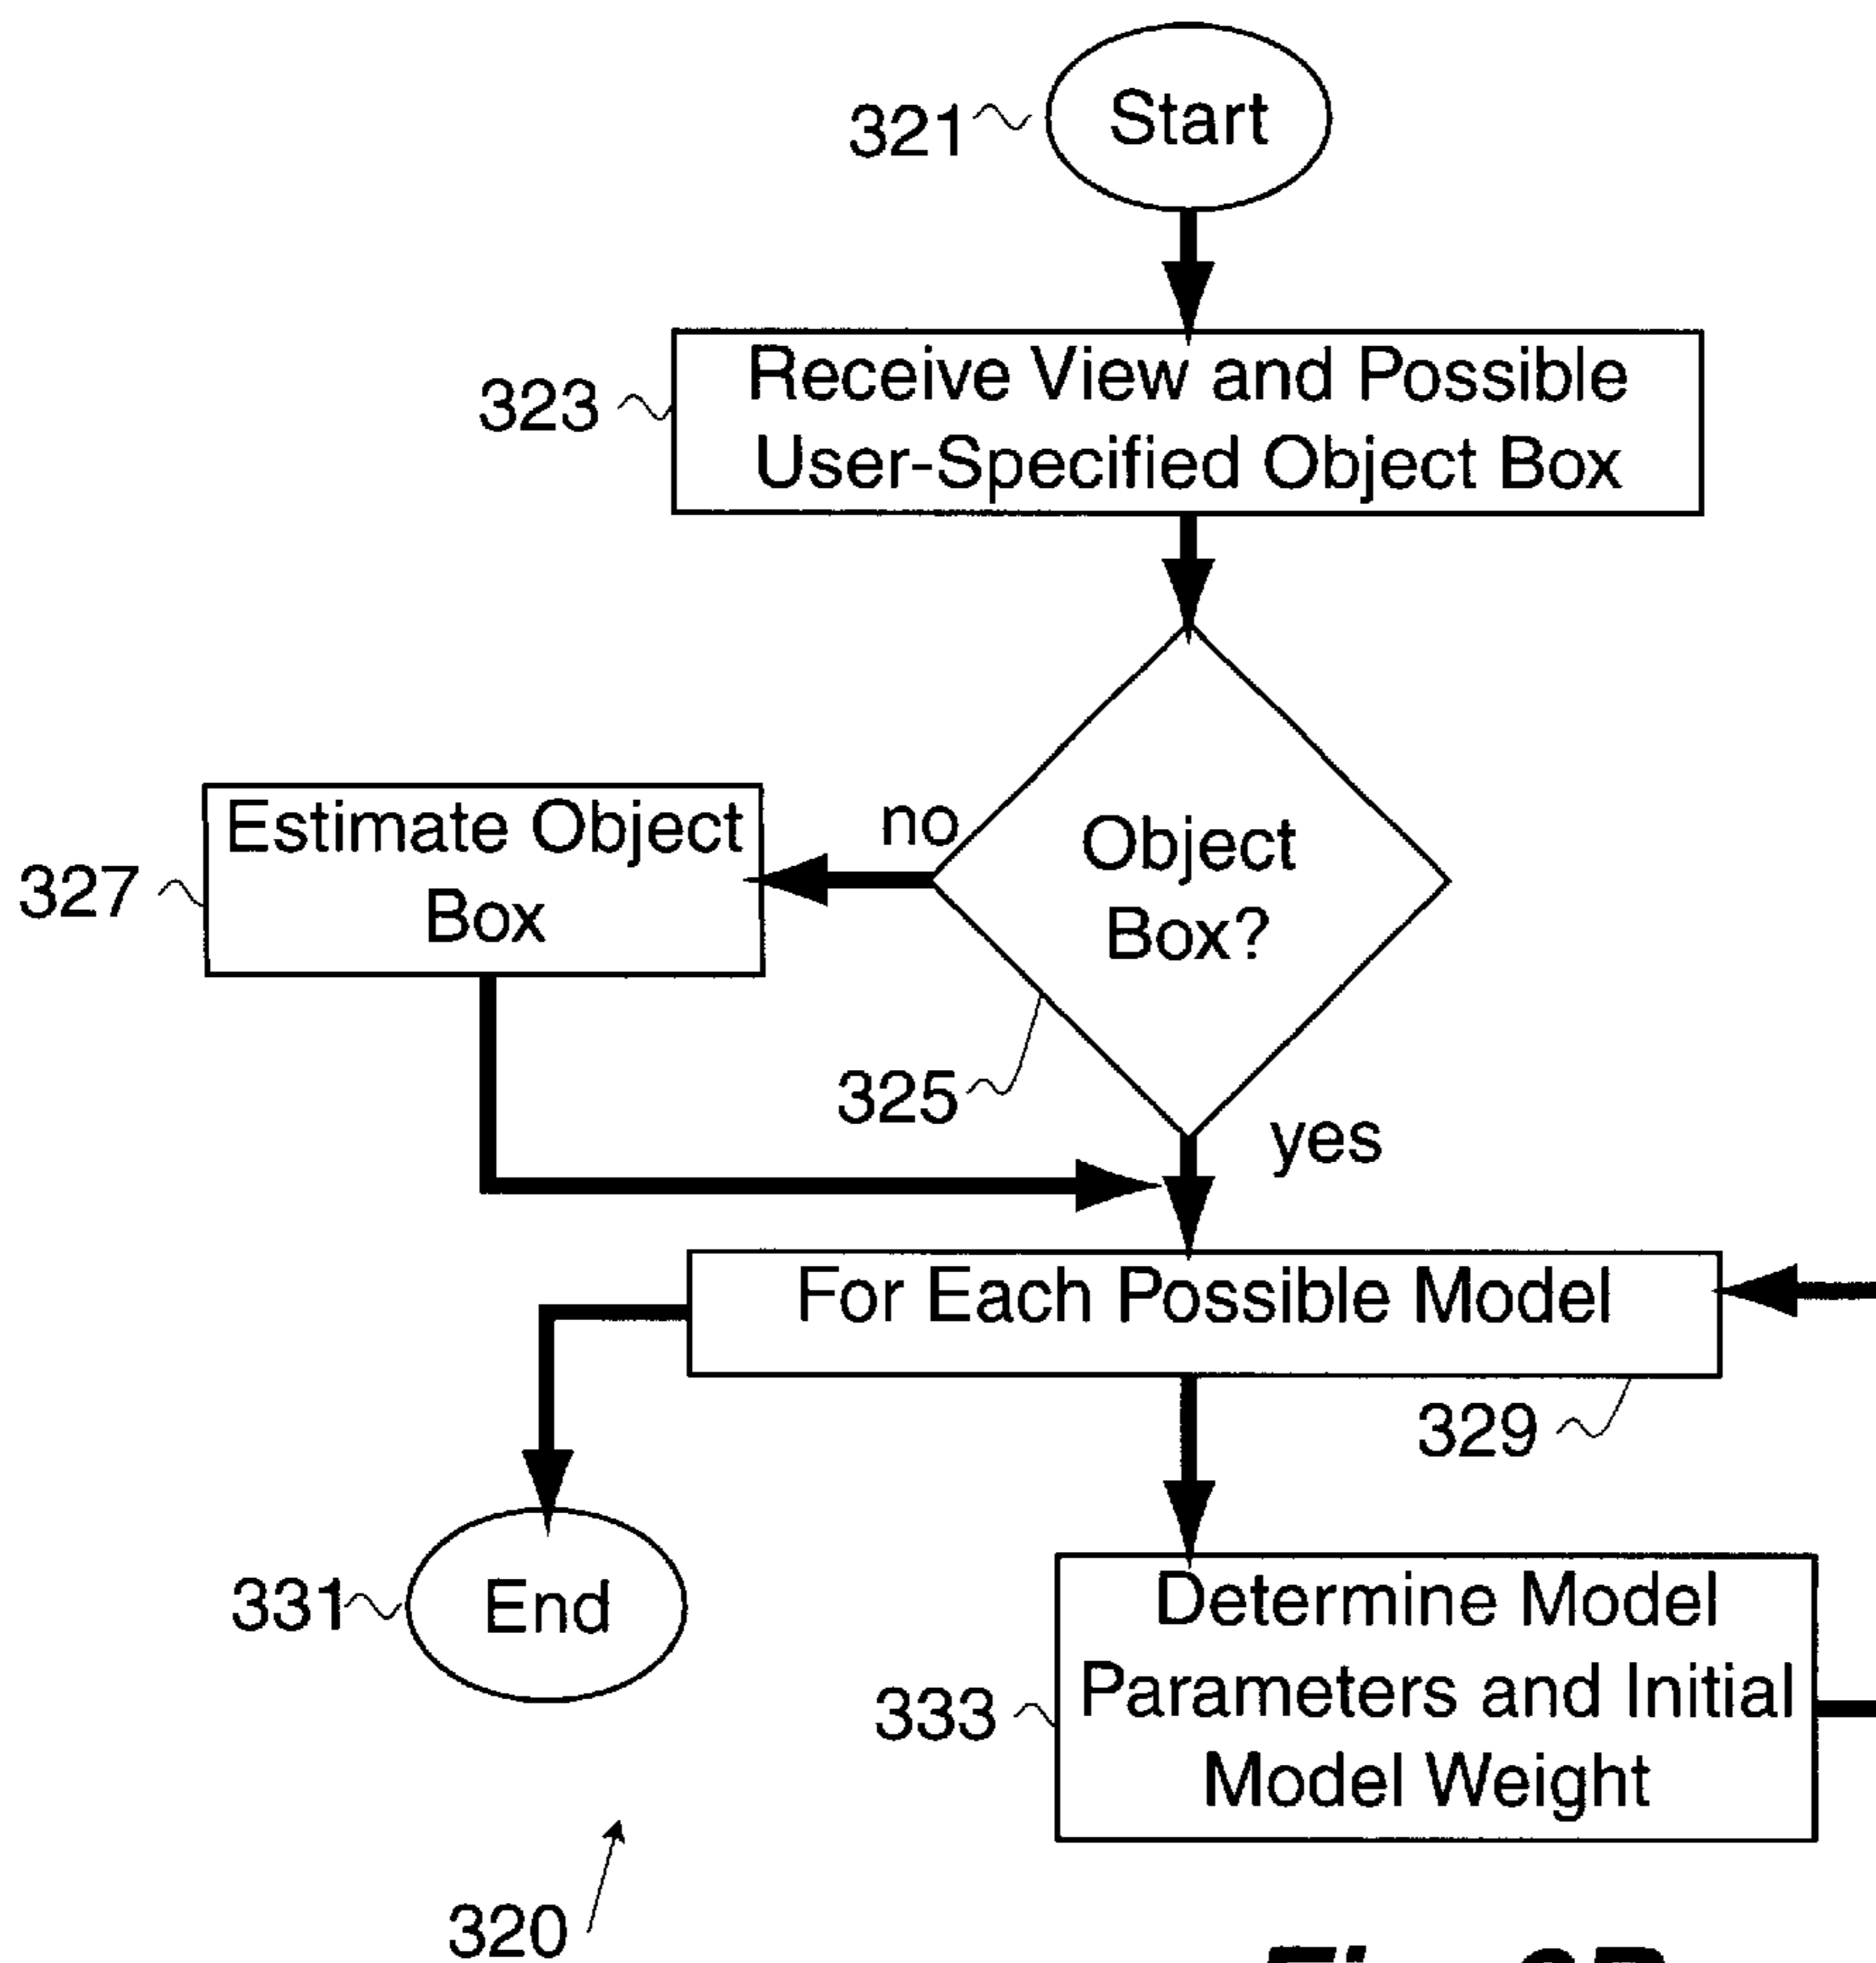 321
Start
323
Receive View and Possible
User-Specified Object Box
no
Estimate Object
Box
327
Object
Box?
325
yes
For Each Possible Model
329
331
End
Determine Model
Parameters and Initial
Model Weight
333
320